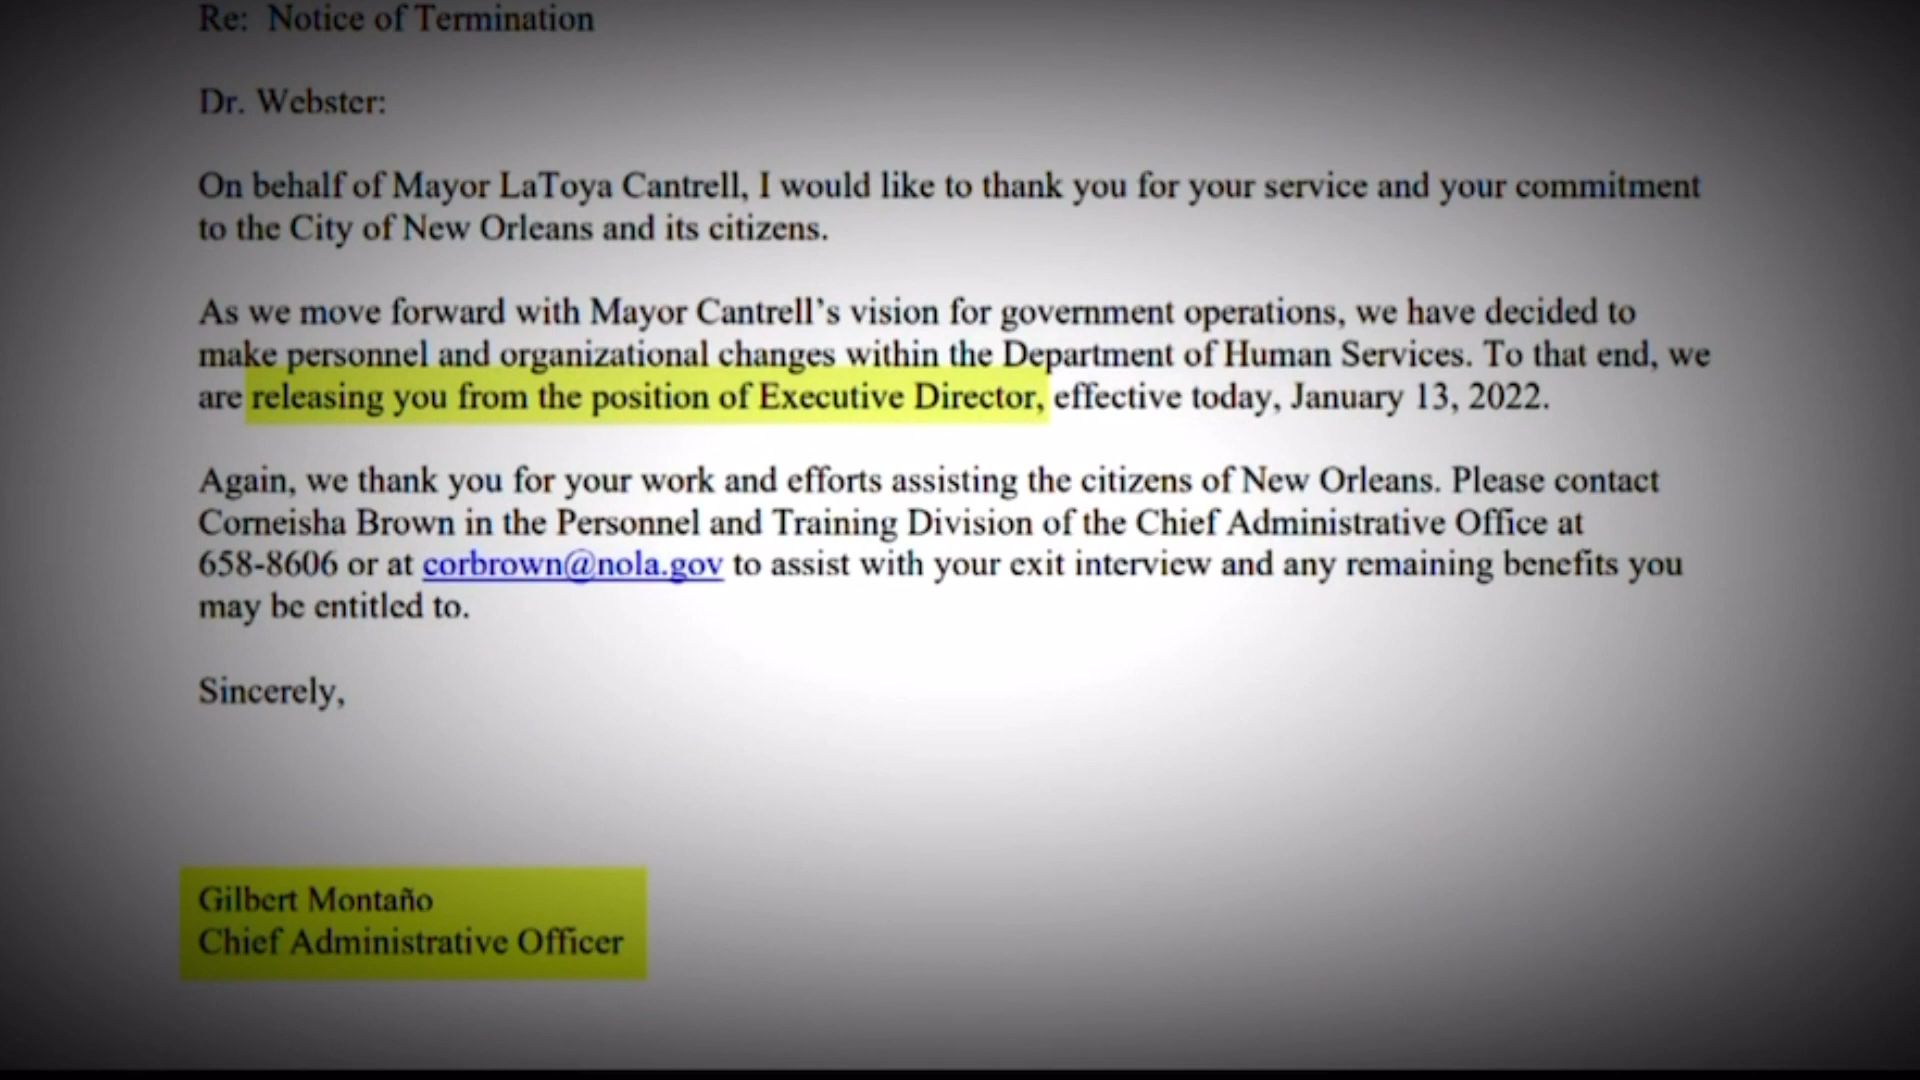 Re: Notice of Termination
Dr. Webster:
On behalf of Mayor LaToya Cantrell, I would like to thank you for your service and your commitment
to the City of New Orleans and its citizens.
As we move forward with Mayor Cantrell’s vision for government operations, we have decided to
make personnel and organizational changes within the Department of Human Services. To that end, we
are releasing you from the position of Executive Director, effective today, January 13, 2022.
Again, we thank you for your work and efforts assisting the citizens of New Orleans. Please contact
Corneisha Brown in the Personnel and Training Division of the Chief Administrative Office at
658-8606 or at corbrown@nola.gov to assist with your exit interview and any remaining benefits you
may be entitled to.
Sincerely,
Gilbert Montaño
Chief Administrative Officer